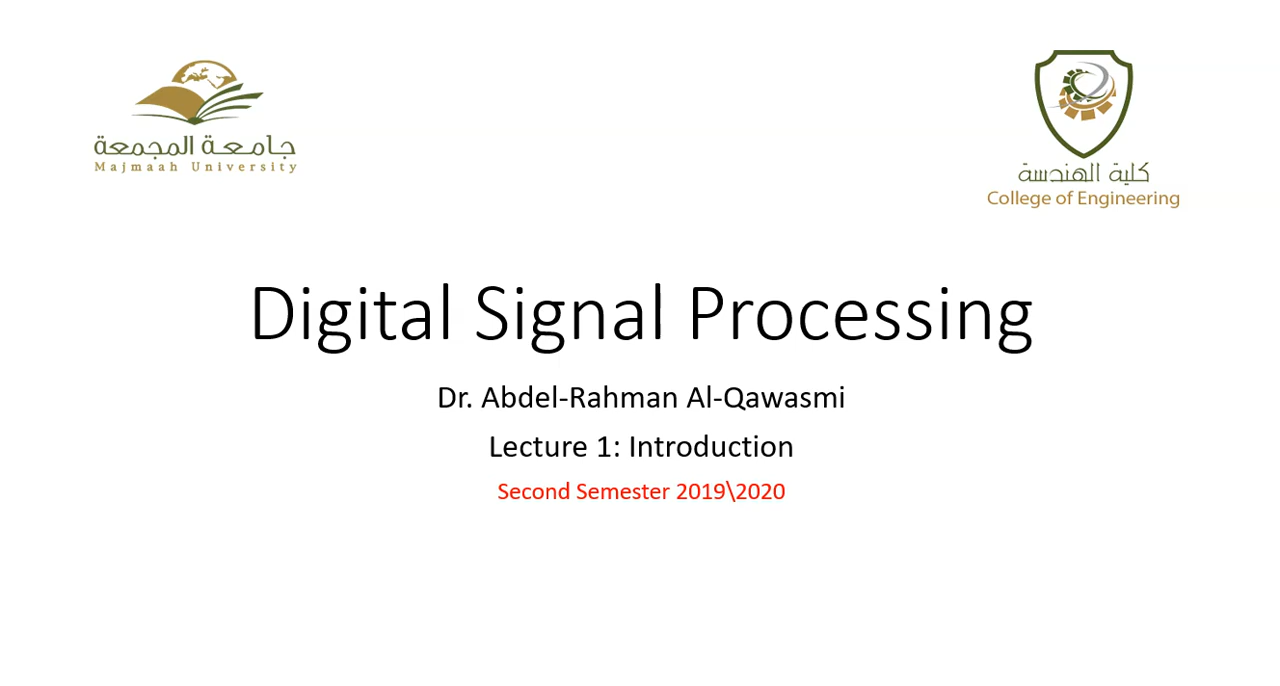 جامعة المجمعة
Majmaah University
كلية الهندسة
College of Engineering
Digital Signal Processing
Dr. Abdel-Rahman Al-Qawasmi
Lecture 1: Introduction
Second Semester 2019\2020